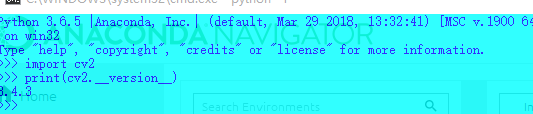 C:\WINDOWS\system32\cmd.exe - python - i
Python 3.6.5 |Anaconda, Inc.| (default, Mar 29 2018, 13:32:41) [MSC v.1900 64
on win32
Type "help", "copyright", "credits" or "license" for more information.
>>> import cv2
>>> print(cv2.__version__)
3.4.3
>>>
ANACONDA NAVIGATOR
Home
Search Environments
In